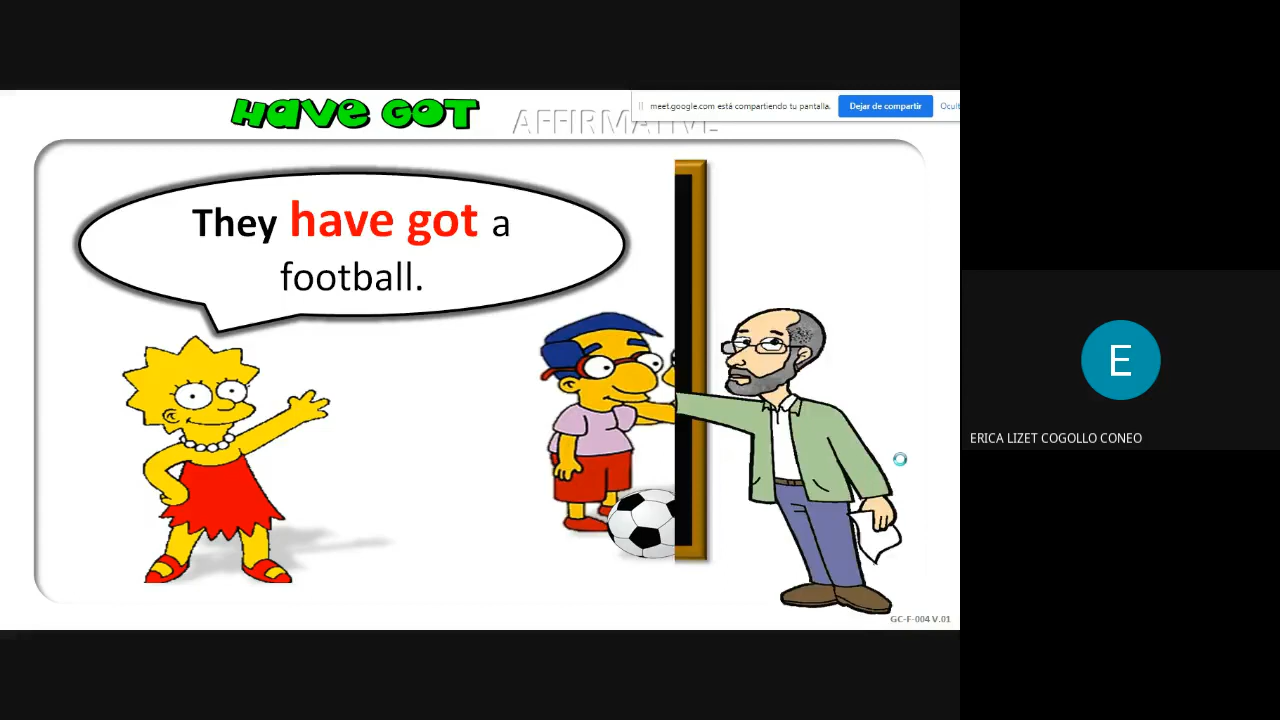 Have got
AFFIRMATIVE
meet.google.com está compartiendo tu pantalla.
Dejar de compartir
They have got a
football.
E
ERICA LIZET COGOLLO CONEO
GC-F-004 V.01